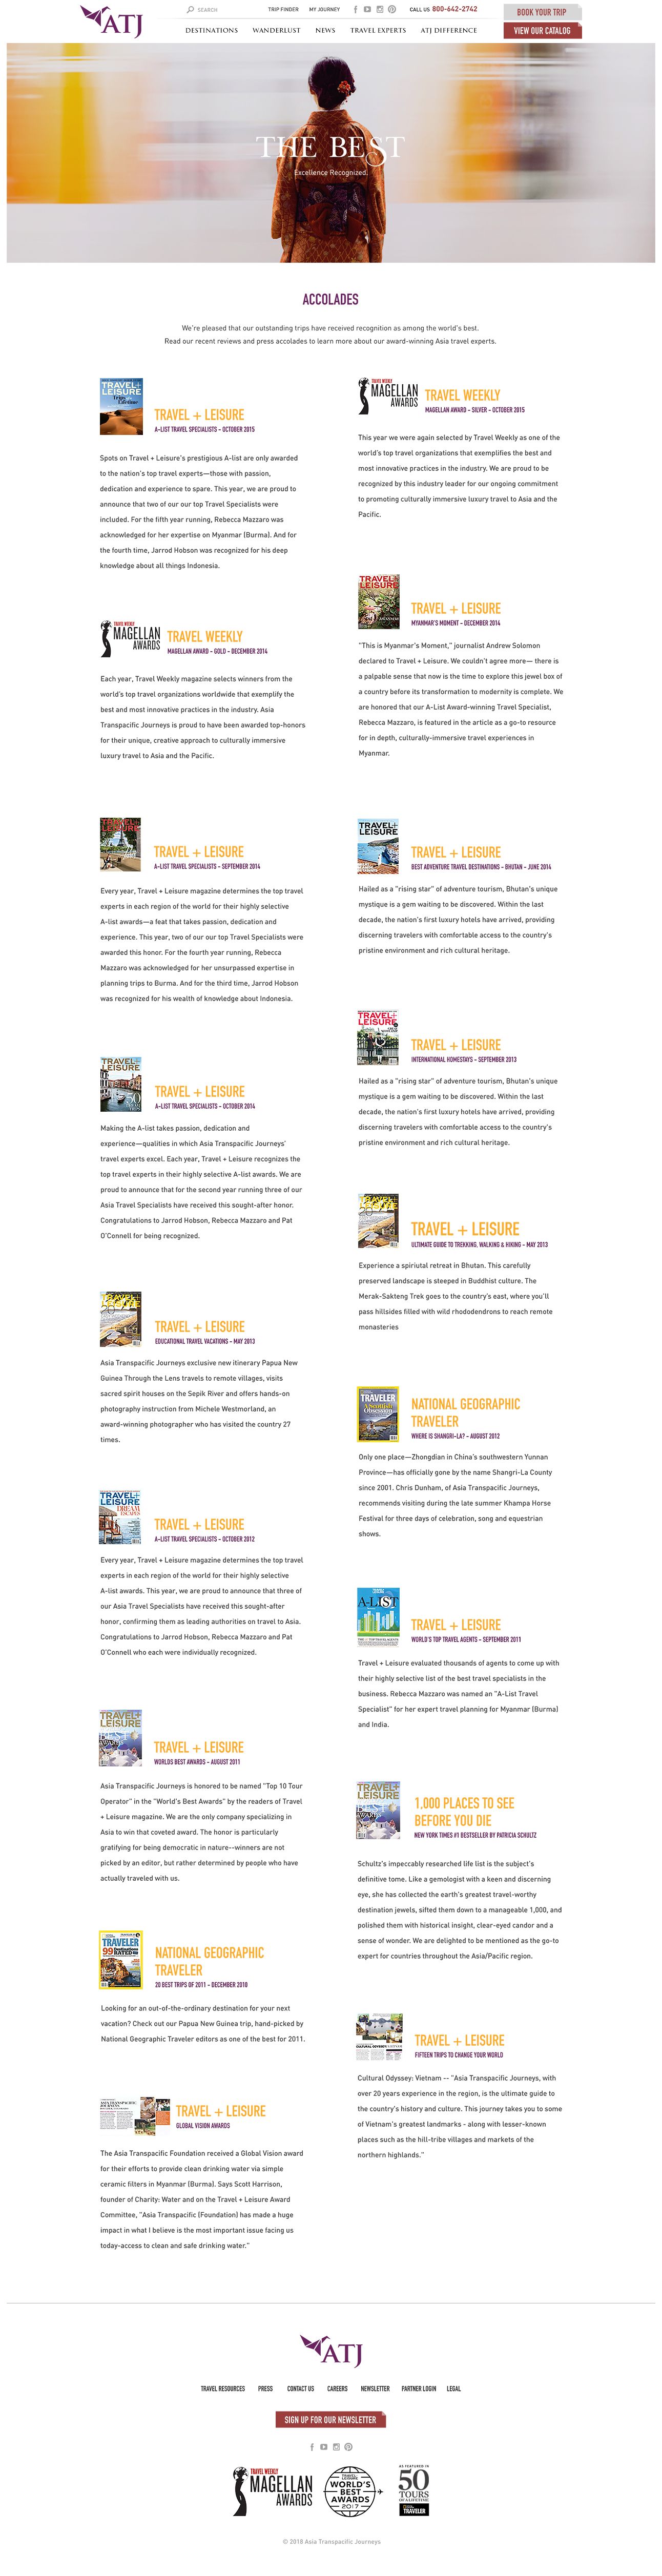 ATJ
SEARCH
TRIP FINDER MY JOURNEY
CALL US 800-642-2742
BOOK YOUR TRIP
VIEW OUR CATALOG
DESTINATIONS WANDERLUST NEWS TRAVEL EXPERTS ATJ DIFFERENCE
THE BEST
Excellence Recognized.
ACCOLADES
We're pleased that our outstanding trips have received recognition as among the world's best.
Read our recent reviews and press accolades to learn more about our award-winning Asia travel experts.
TRAVEL+
LEISURE
TRAVEL + LEISURE
A-LIST TRAVEL SPECIALISTS - OCTOBER 2015
Spots on Travel + Leisure's prestigious A-list are only awarded
to the nation's top travel experts—those with passion,
dedication and experience to spare. This year, we are proud to
announce that two of our our top Travel Specialists were
included. For the fifth year running, Rebecca Mazzaro was
acknowledged for her expertise on Myanmar (Burma). And for
the fourth time, Jarrod Hobson was recognized for his deep
knowledge about all things Indonesia.
TRAVEL WEEKLY
MAGELLAN
AWARDS
TRAVEL WEEKLY
MAGELLAN AWARD - GOLD - DECEMBER 2014
Each year, Travel Weekly magazine selects winners from the
world's top travel organizations worldwide that exemplify the
best and most innovative practices in the industry. Asia
Transpacific Journeys is proud to have been awarded top-honors
for their unique, creative approach to culturally immersive
luxury travel to Asia and the Pacific.
TRAVEL+
LEISURE
TRAVEL + LEISURE
A-LIST TRAVEL SPECIALISTS - SEPTEMBER 2014
Every year, Travel + Leisure magazine determines the top travel
experts in each region of the world for their highly selective
A-list awards—a feat that takes passion, dedication and
experience. This year, two of our our top Travel Specialists were
awarded this honor. For the fourth year running, Rebecca
Mazzaro was acknowledged for her unsurpassed expertise in
planning trips to Burma. And for the third time, Jarrod Hobson
was recognized for his wealth of knowledge about Indonesia.
TRAVEL+
LEISURE
TRAVEL + LEISURE
A-LIST TRAVEL SPECIALISTS - OCTOBER 2014
Making the A-list takes passion, dedication and
experience—qualities in which Asia Transpacific Journeys'
travel experts excel. Each year, Travel + Leisure recognizes the
top travel experts in their highly selective A-list awards. We are
proud to announce that for the second year running three of our
Asia Travel Specialists have received this sought-after honor.
Congratulations to Jarrod Hobson, Rebecca Mazzaro and Pat
O'Connell for being recognized.
TRAVEL + LEISURE
EDUCATIONAL TRAVEL VACATIONS - MAY 2013
Asia Transpacific Journeys exclusive new itinerary Papua New
Guinea Through the Lens travels to remote villages, visits
sacred spirit houses on the Sepik River and offers hands-on
photography instruction from Michele Westmorland, an
award-winning photographer who has visited the country 27
times.
TRAVEL+
LEISURE
DREAM
TRAVEL + LEISURE
A-LIST TRAVEL SPECIALISTS - OCTOBER 2012
Every year, Travel + Leisure magazine determines the top travel
experts in each region of the world for their highly selective
A-list awards. This year, we are proud to announce that three of
our Asia Travel Specialists have received this sought-after
honor, confirming them as leading authorities on travel to Asia.
Congratulations to Jarrod Hobson, Rebecca Mazzaro and Pat
O'Connell who each were individually recognized.
TRAVEL+
LEISURE
TRAVEL + LEISURE
WORLDS BEST AWARDS - AUGUST 2011
Asia Transpacific Journeys is honored to be named "Top 10 Tour
Operator" in the "World's Best Awards" by the readers of Travel
+ Leisure magazine. We are the only company specializing in
Asia to win that coveted award. The honor is particularly
gratifying for being democratic in nature--winners are not
picked by an editor, but rather determined by people who have
actually traveled with us.
TRAVELER
NATIONAL GEOGRAPHIC
TRAVELER
20 BEST TRIPS OF 2011 - DECEMBER 2010
Looking for an out-of-the-ordinary destination for your next
vacation? Check out our Papua New Guinea trip, hand-picked by
National Geographic Traveler editors as one of the best for 2011.
TRAVEL + LEISURE
GLOBAL VISION AWARDS
The Asia Transpacific Foundation received a Global Vision award
for their efforts to provide clean drinking water via simple
ceramic filters in Myanmar (Burma). Says Scott Harrison,
founder of Charity: Water and on the Travel + Leisure Award
Committee, "Asia Transpacific (Foundation) has made a huge
impact in what I believe is the most important issue facing us
today-access to clean and safe drinking water."
TRAVEL WEEKLY
MAGELLAN
AWARDS
TRAVEL WEEKLY
MAGELLAN AWARD - SILVER - OCTOBER 2015
This year we were again selected by Travel Weekly as one of the
world's top travel organizations that exemplifies the best and
most innovative practices in the industry. We are proud to be
recognized by this industry leader for our ongoing commitment
to promoting culturally immersive luxury travel to Asia and the
Pacific.
TRAVEL+
LEISURE
TRAVEL + LEISURE
MYANMAR'S MOMENT - DECEMBER 2014
"This is Myanmar's Moment," journalist Andrew Solomon
declared to Travel + Leisure. We couldn't agree more— there is
a palpable sense that now is the time to explore this jewel box of
a country before its transformation to modernity is complete. We
are honored that our A-List Award-winning Travel Specialist,
Rebecca Mazzaro, is featured in the article as a go-to resource
for in depth, culturally-immersive travel experiences in
Myanmar.
TRAVEL+
LEISURE
TRAVEL + LEISURE
BEST ADVENTURE TRAVEL DESTINATIONS - BHUTAN - JUNE 2014
Hailed as a "rising star" of adventure tourism, Bhutan's unique
mystique is a gem waiting to be discovered. Within the last
decade, the nation's first luxury hotels have arrived, providing
discerning travelers with comfortable access to the country's
pristine environment and rich cultural heritage.
TRAVEL+
LEISURE
TRAVEL + LEISURE
INTERNATIONAL HOMESTAYS - SEPTEMBER 2013
Hailed as a "rising star" of adventure tourism, Bhutan's unique
mystique is a gem waiting to be discovered. Within the last
decade, the nation's first luxury hotels have arrived, providing
discerning travelers with comfortable access to the country's
pristine environment and rich cultural heritage.
TRAVEL + LEISURE
ULTIMATE GUIDE TO TREKKING, WALKING & HIKING - MAY 2013
Experience a spiriutal retreat in Bhutan. This carefully
preserved landscape is steeped in Buddhist culture. The
Merak-Sakteng Trek goes to the country's east, where you'll
pass hillsides filled with wild rhododendrons to reach remote
monasteries
TRAVELER
A Scottish
Obsession
NATIONAL GEOGRAPHIC
TRAVELER
WHERE IS SHANGRI-LA? - AUGUST 2012
Only one place—Zhongdian in China's southwestern Yunnan
Province—has officially gone by the name Shangri-La County
since 2001. Chris Dunham, of Asia Transpacific Journeys,
recommends visiting during the late summer Khampa Horse
Festival for three days of celebration, song and equestrian
shows.
A-LIST
TRAVEL + LEISURE
WORLD'S TOP TRAVEL AGENTS - SEPTEMBER 2011
Travel + Leisure evaluated thousands of agents to come up with
their highly selective list of the best travel specialists in the
business. Rebecca Mazzaro was named an "A-List Travel
Specialist" for her expert travel planning for Myanmar (Burma)
and India.
TRAVEL+
LEISURE
1,000 PLACES TO SEE
BEFORE YOU DIE
NEW YORK TIMES #1 BESTSELLER BY PATRICIA SCHULTZ
Schultz's impeccably researched life list is the subject's
definitive tome. Like a gemologist with a keen and discerning
eye, she has collected the earth's greatest travel-worthy
destination jewels, sifted them down to a manageable 1,000, and
polished them with historical insight, clear-eyed candor and a
sense of wonder. We are delighted to be mentioned as the go-to
expert for countries throughout the Asia/Pacific region.
TRAVEL + LEISURE
FIFTEEN TRIPS TO CHANGE YOUR WORLD
Cultural Odyssey: Vietnam -- "Asia Transpacific Journeys, with
over 20 years experience in the region, is the ultimate guide to
the country's history and culture. This journey takes you to some
of Vietnam's greatest landmarks - along with lesser-known
places such as the hill-tribe villages and markets of the
northern highlands."
ATJ
TRAVEL RESOURCES PRESS CONTACT US CAREERS NEWSLETTER PARTNER LOGIN LEGAL
SIGN UP FOR OUR NEWSLETTER
TRAVEL WEEKLY
MAGELLAN
AWARDS
TRAVEL+
LEISURE
WORLD'S
BEST
AWARDS
2017
AS FEATURED IN
50
TOURS
OF A LIFETIME
TRAVELER
© 2018 Asia Transpacific Journeys